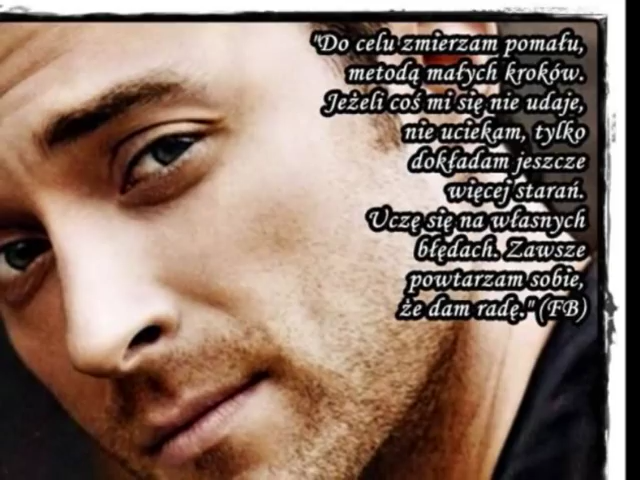 "Do celu zmierzam pomału,
metodą małych kroków.
Jeżeli coś mi się nie udaje,
nie uciekam, tylko
dokładam jeszcze
więcej starań.
Uczę się na własnych
błędach. Zawsze
powtarzam sobie,
że dam radę." (FB)